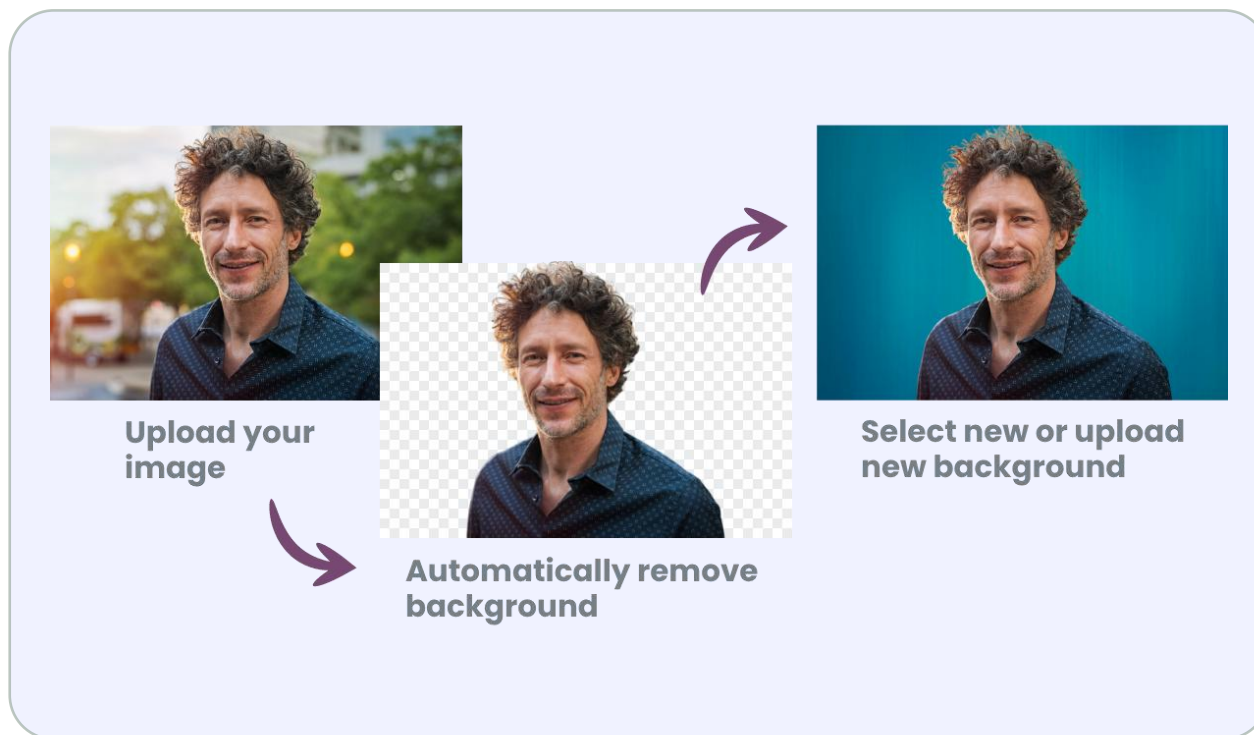 Upload your
image
Automatically remove
background
Select new or upload
new background